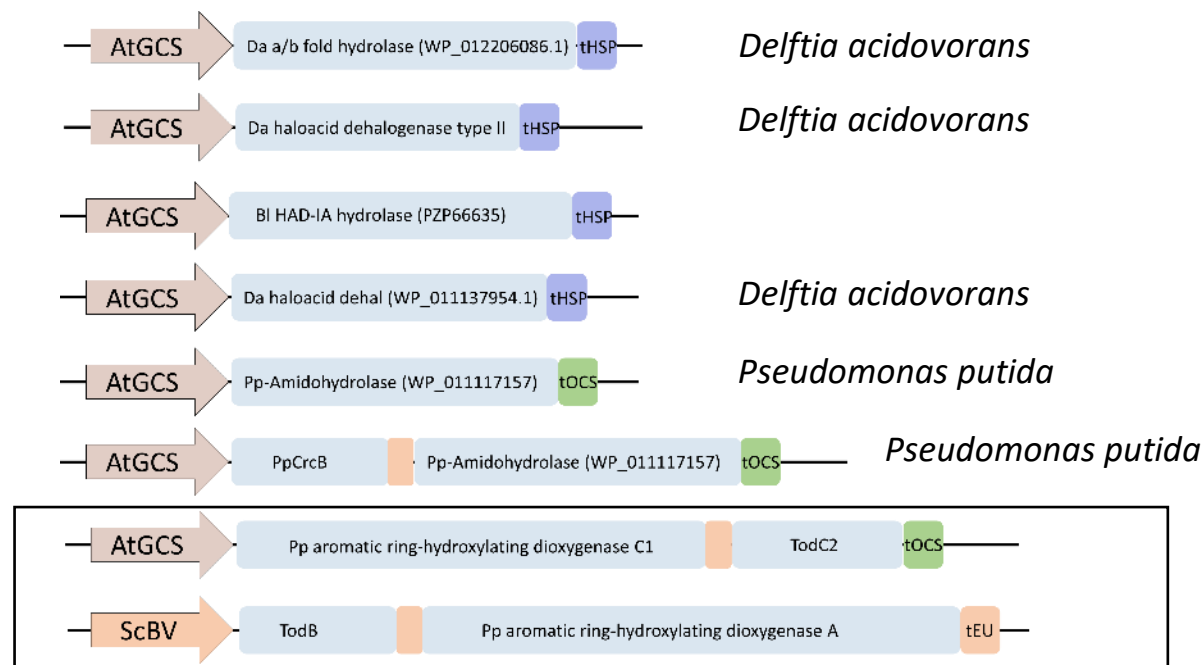 AtGCS Da a/b fold hydrolase (WP_012206086.1) tHSP Delftia acidovorans
AtGCS Da haloacid dehalogenase type II tHSP Delftia acidovorans
AtGCS Bl HAD-IA hydrolase (PZP66635) tHSP
AtGCS Da haloacid dehal (WP_011137954.1) tHSP Delftia acidovorans
AtGCS Pp-Amidohydrolase (WP_011117157) tOCS Pseudomonas putida
AtGCS PpCrcB Pp-Amidohydrolase (WP_011117157) tOCS Pseudomonas putida
AtGCS Pp aromatic ring-hydroxylating dioxygenase C1 TodC2 tOCS
ScBV TodB Pp aromatic ring-hydroxylating dioxygenase A tEU